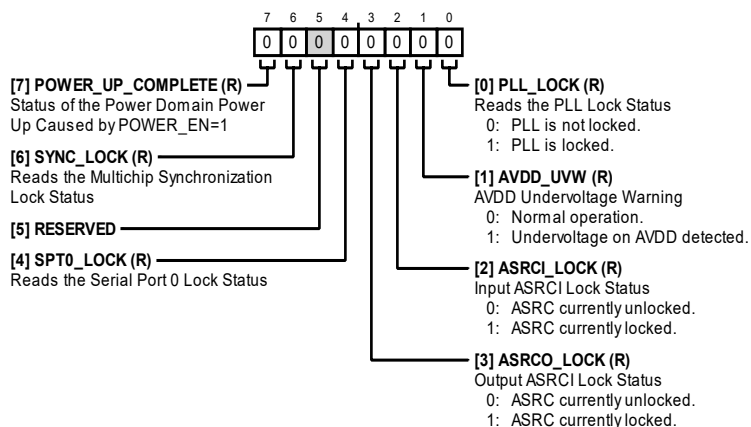 7 6 5 4 3 2 1 0
0 0 0 0 0 0 0 0
[7] POWER_UP_COMPLETE (R)
Status of the Power Domain Power
Up Caused by POWER_EN=1
[6] SYNC_LOCK (R)
Reads the Multichip Synchronization
Lock Status
[5] RESERVED
[4] SPT0_LOCK (R)
Reads the Serial Port 0 Lock Status
[0] PLL_LOCK (R)
Reads the PLL Lock Status
0: PLL is not locked.
1: PLL is locked.
[1] AVDD_UVW (R)
AVDD Undervoltage Warning
0: Normal operation.
1: Undervoltage on AVDD detected.
[2] ASRCI_LOCK (R)
Input ASRCI Lock Status
0: ASRC currently unlocked.
1: ASRC currently locked.
[3] ASRCO_LOCK (R)
Output ASRCI Lock Status
0: ASRC currently unlocked.
1: ASRC currently locked.